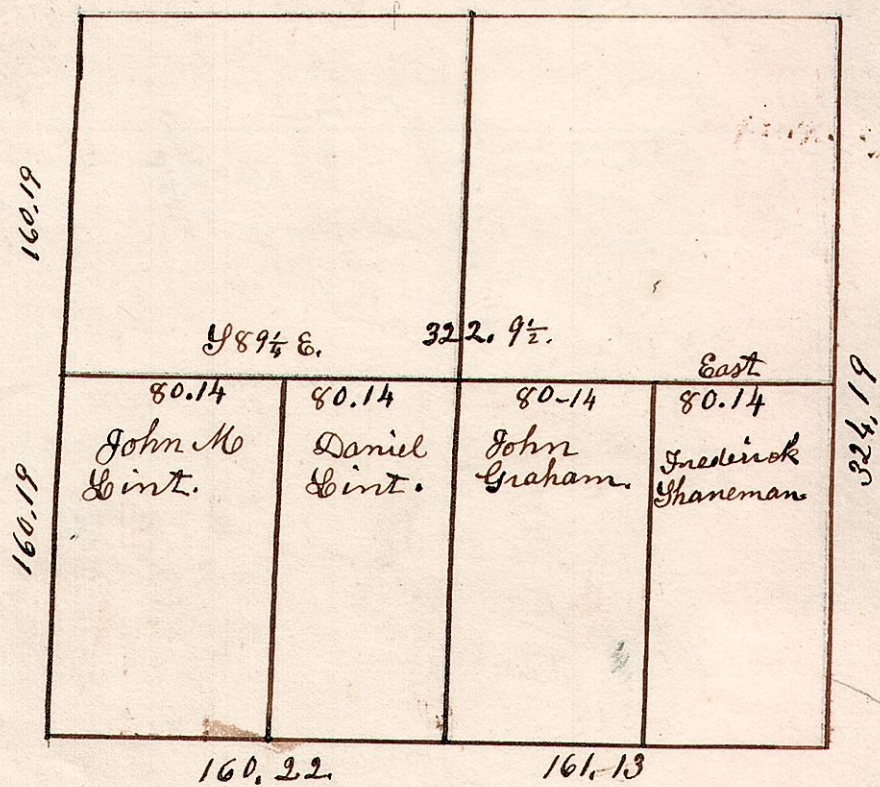 160.19
S 89¼ E. 322. 9½.
East
80.14 80.14 80-14 80.14
John M
Lint.
Daniel
Lint.
John
Graham.
Frederick
Shaneman.
160.19
324.19
160.22. 161-13